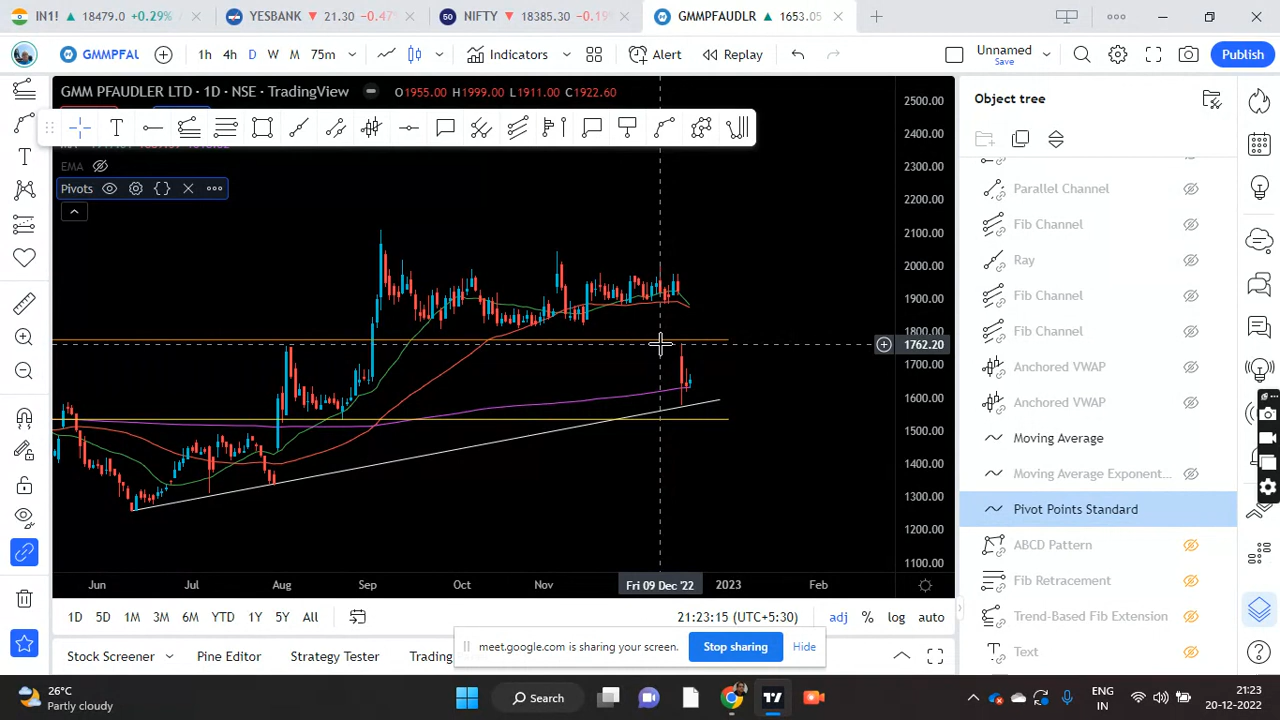 IN1! ▲ 18479.0 +0.29%
YESBANK ▼ 21.30 -0.47%
50 NIFTY ▼ 18385.30 -0.19%
GMMPFAUDLR ▲ 1653.05
GMMPFAL 1h 4h D W M 75m Indicators Alert Replay Unnamed Save Publish
GMM PFAUDLER LTD · 1D · NSE · TradingView O1955.00 H1999.00 L1911.00 C1922.60
EMA
Pivots
2500.00
2400.00
2300.00
2200.00
2100.00
2000.00
1900.00
1800.00
1762.20
1700.00
1600.00
1500.00
1400.00
1300.00
1200.00
1100.00
Jun Jul Aug Sep Oct Nov Fri 09 Dec '22 2023 Feb
1D 5D 1M 3M 6M YTD 1Y 5Y All 21:23:15 (UTC+5:30) adj % log auto
Object tree
Parallel Channel
Fib Channel
Ray
Fib Channel
Fib Channel
Anchored VWAP
Anchored VWAP
Moving Average
Moving Average Exponent...
Pivot Points Standard
ABCD Pattern
Fib Retracement
Trend-Based Fib Extension
Text
meet.google.com is sharing your screen. Stop sharing Hide
Stock Screener Pine Editor Strategy Tester Trading
26°C
Partly cloudy
Search
ENG
IN
21:23
20-12-2022